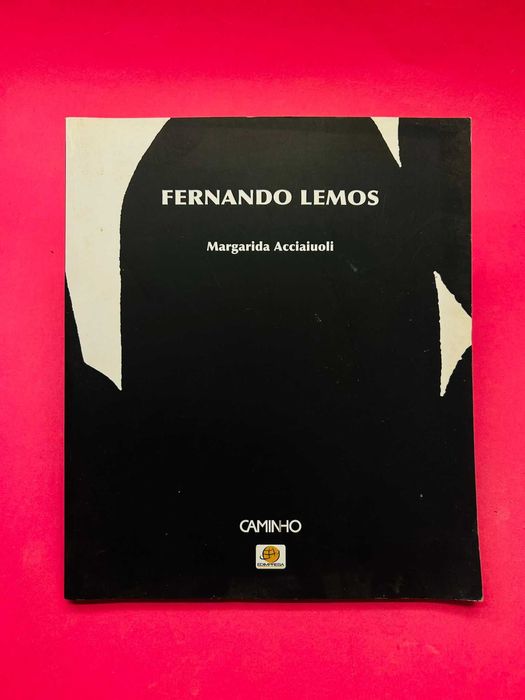 FERNANDO LEMOS
Margarida Acciaiuoli
CAMINHO
EDIMPRESA